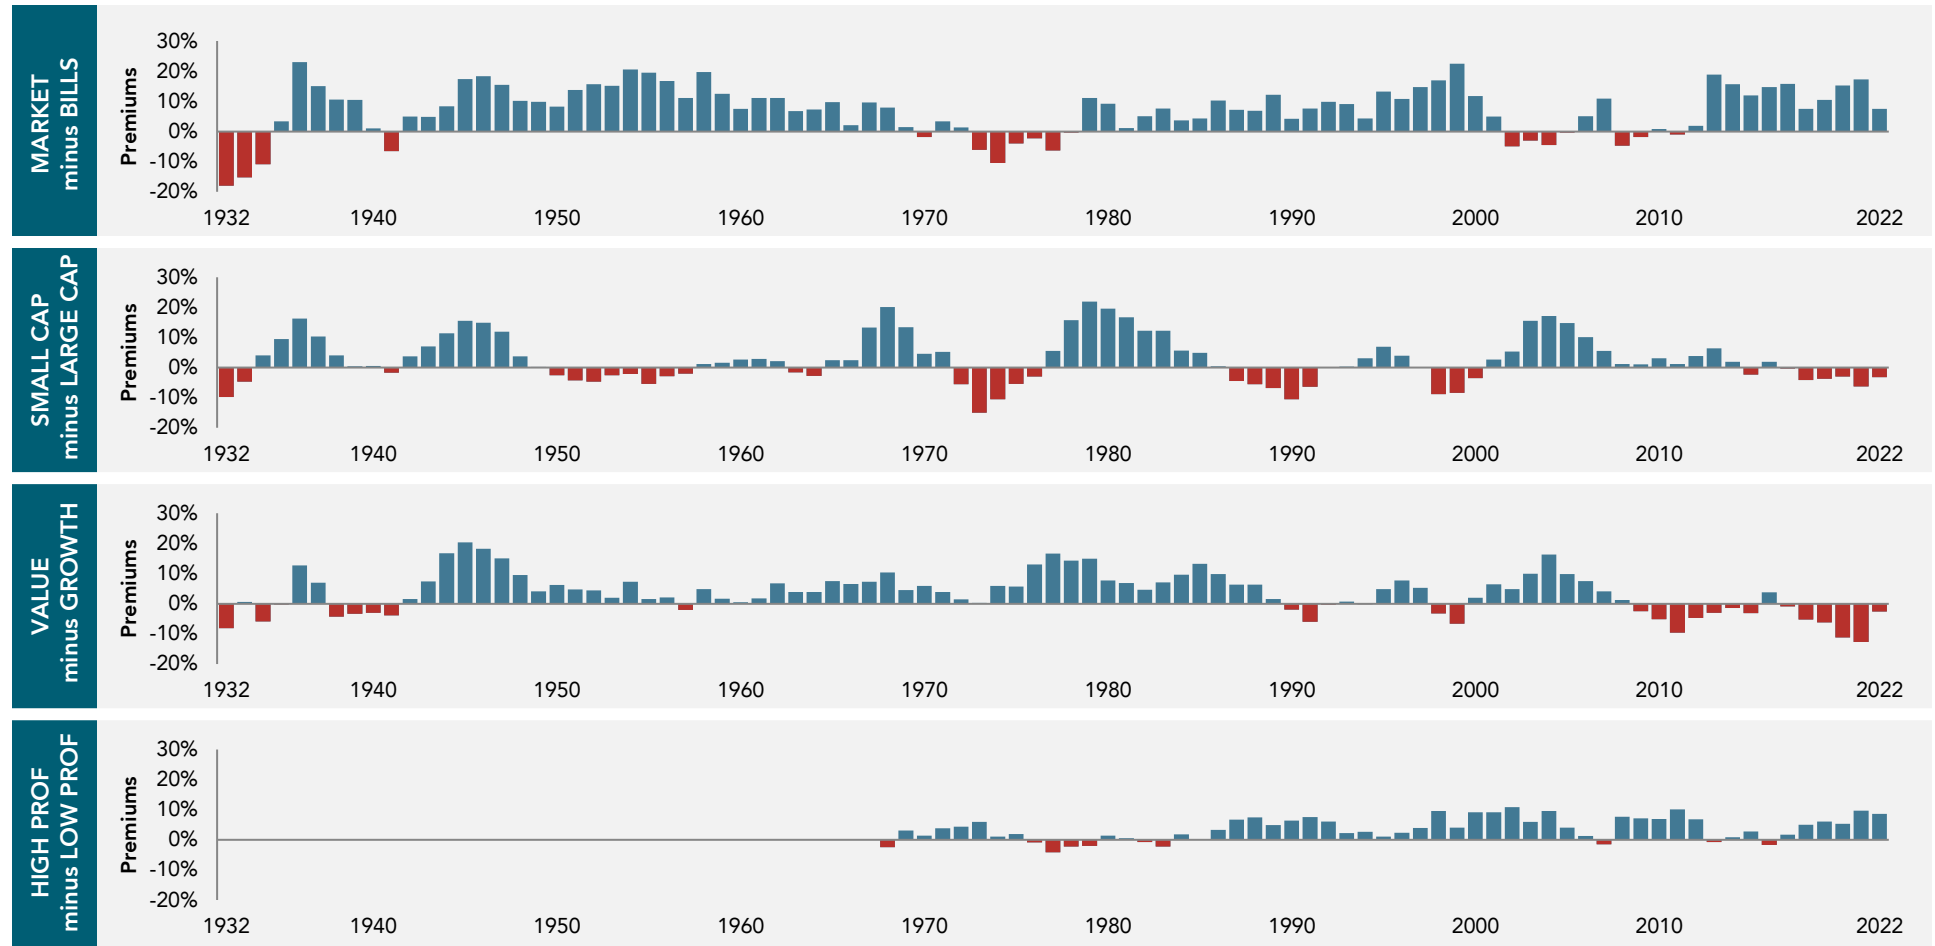 MARKET
minus BILLS
Premiums
30%
20%
10%
0%
-10%
-20%
1932 1940 1950 1960 1970 1980 1990 2000 2010 2022
SMALL CAP
minus LARGE CAP
Premiums
30%
20%
10%
0%
-10%
-20%
1932 1940 1950 1960 1970 1980 1990 2000 2010 2022
VALUE
minus GROWTH
Premiums
30%
20%
10%
0%
-10%
-20%
1932 1940 1950 1960 1970 1980 1990 2000 2010 2022
HIGH PROF
minus LOW PROF
Premiums
30%
20%
10%
0%
-10%
-20%
1932 1940 1950 1960 1970 1980 1990 2000 2010 2022